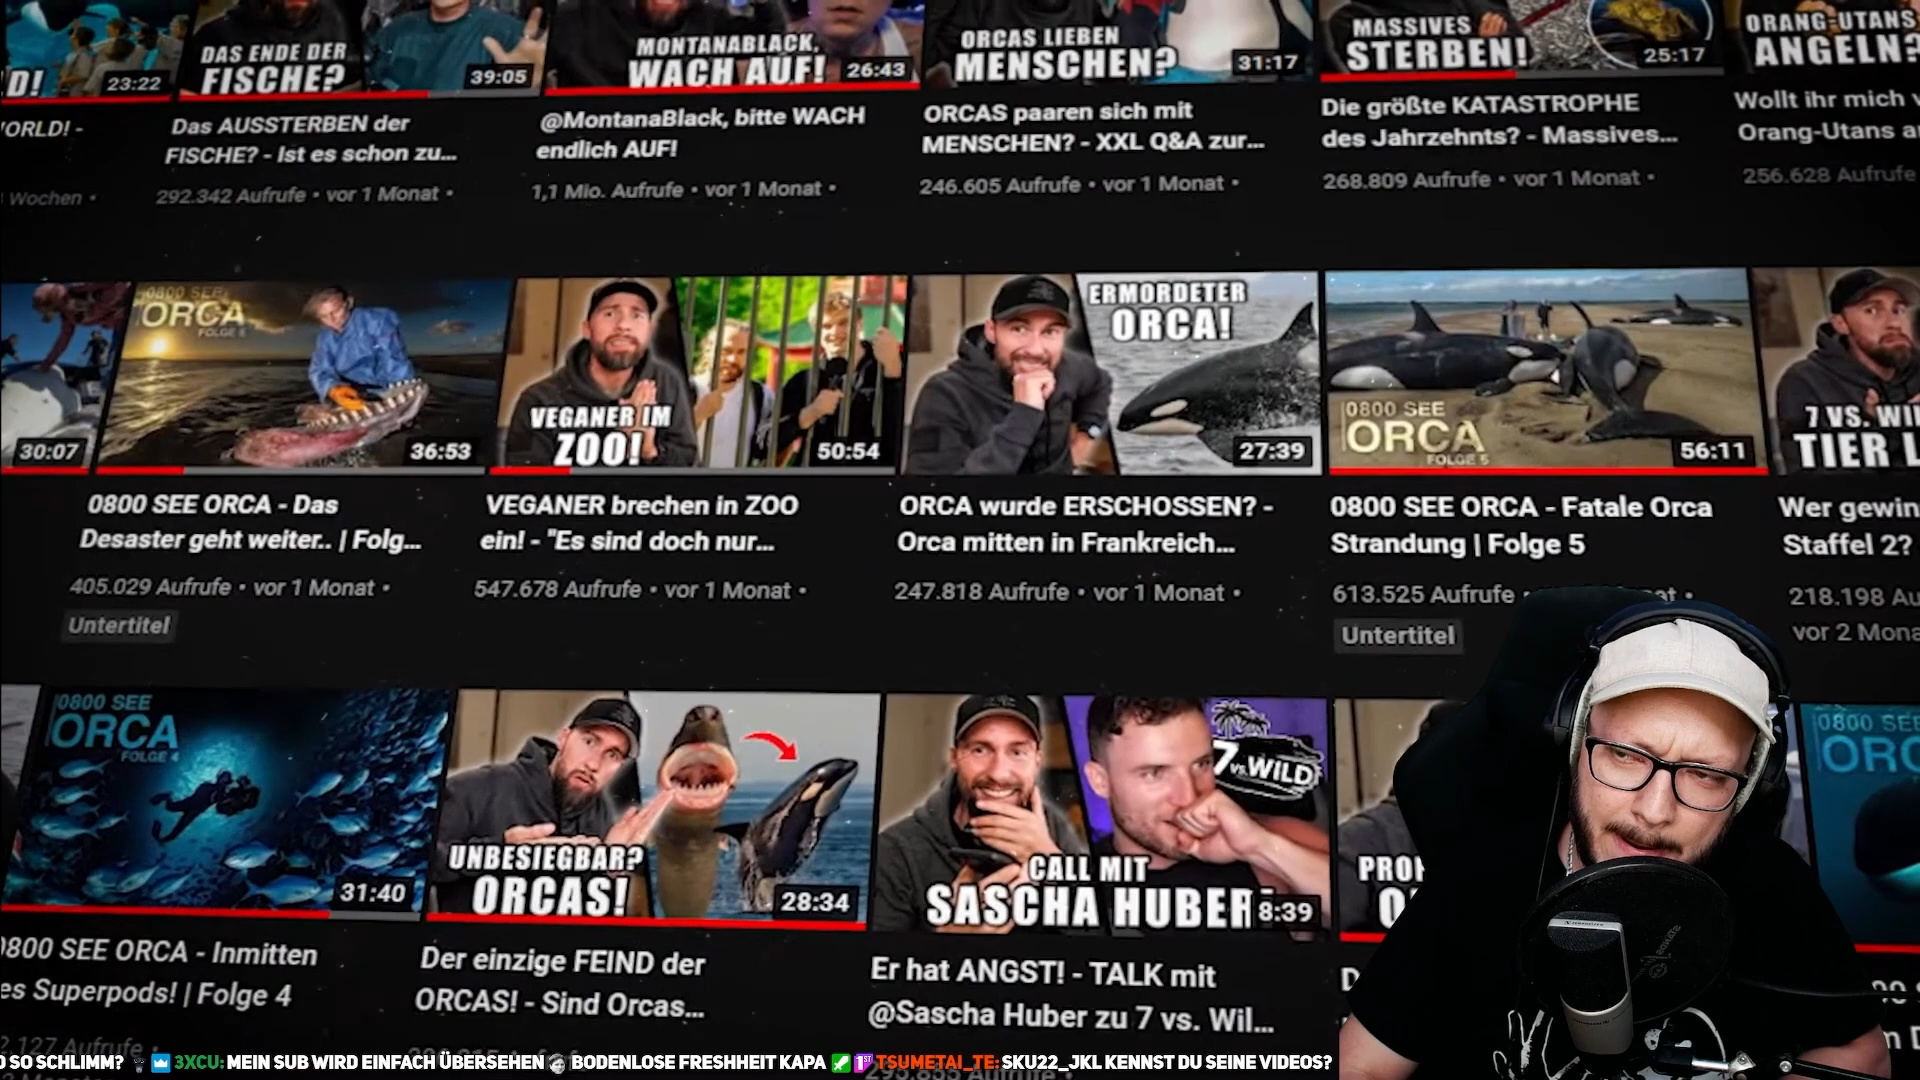 D!
23:22
DAS ENDE DER
FISCHE?
39:05
MONTANABLACK,
WACH AUF!
26:43
ORCAS LIEBEN
MENSCHEN?
31:17
MASSIVES
STERBEN!
25:17
ORANG-UTANS
ANGELN?
ORLD! -
Wochen •
Das AUSSTERBEN der
FISCHE? - Ist es schon zu...
292.342 Aufrufe • vor 1 Monat •
@MontanaBlack, bitte WACH
endlich AUF!
1,1 Mio. Aufrufe • vor 1 Monat •
ORCAS paaren sich mit
MENSCHEN? - XXL Q&A zur...
246.605 Aufrufe • vor 1 Monat •
Die größte KATASTROPHE
des Jahrzehnts? - Massives...
268.809 Aufrufe • vor 1 Monat •
Wollt ihr mich
Orang-Utans
256.628 Aufrufe
30:07
0800 SEE
ORCA
36:53
VEGANER IM
ZOO!
50:54
ERMORDETER
ORCA!
27:39
0800 SEE
ORCA
FOLGE 5
56:11
7 VS. WI
TIER L
0800 SEE ORCA - Das
Desaster geht weiter.. | Folg...
405.029 Aufrufe • vor 1 Monat •
Untertitel
VEGANER brechen in ZOO
ein! - "Es sind doch nur...
547.678 Aufrufe • vor 1 Monat •
ORCA wurde ERSCHOSSEN? -
Orca mitten in Frankreich...
247.818 Aufrufe • vor 1 Monat •
0800 SEE ORCA - Fatale Orca
Strandung | Folge 5
613.525 Aufrufe •
Untertitel
Wer gewin
Staffel 2?
218.198 Au
vor 2 Mona
0800 SEE
ORCA
FOLGE 4
31:40
UNBESIEGBAR?
ORCAS!
28:34
7 vs. WILD
CALL MIT
SASCHA HUBER
8:39
PRO
O
0800 SEE
ORC
0800 SEE ORCA - Inmitten
es Superpods! | Folge 4
Der einzige FEIND der
ORCAS! - Sind Orcas...
Er hat ANGST! - TALK mit
@Sascha Huber zu 7 vs. Wil...
D SO SCHLIMM? 3XCU: MEIN SUB WIRD EINFACH ÜBERSEHEN BODENLOSE FRESHHEIT KAPA 1ST TSUMETAI_TE: SKU22_JKL KENNST DU SEINE VIDEOS?